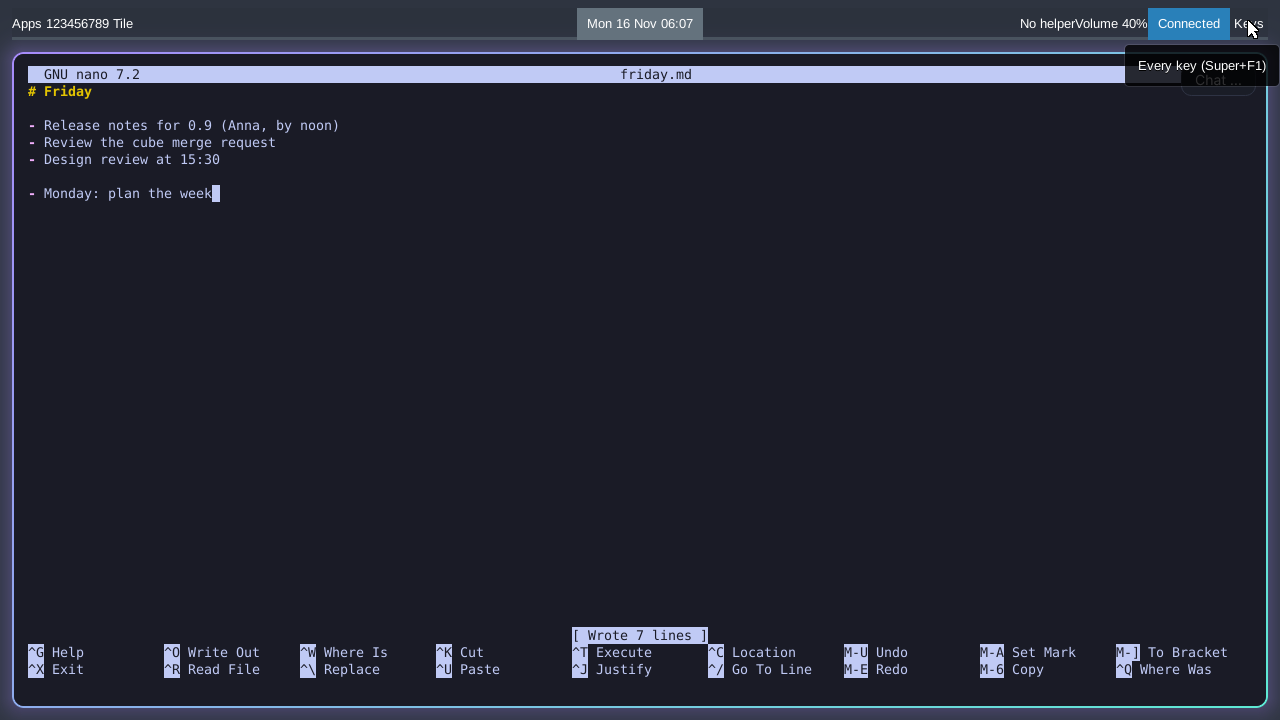 Apps 123456789 Tile
Mon 16 Nov 06:07
No helper Volume 40% Connected Keys
Every key (Super+F1)
Chat ...
GNU nano 7.2 friday.md
# Friday
- Release notes for 0.9 (Anna, by noon)
- Review the cube merge request
- Design review at 15:30
- Monday: plan the week
[ Wrote 7 lines ]
^G Help ^O Write Out ^W Where Is ^K Cut ^T Execute ^C Location M-U Undo M-A Set Mark M-] To Bracket
^X Exit ^R Read File ^\ Replace ^U Paste ^J Justify ^/ Go To Line M-E Redo M-6 Copy ^Q Where Was